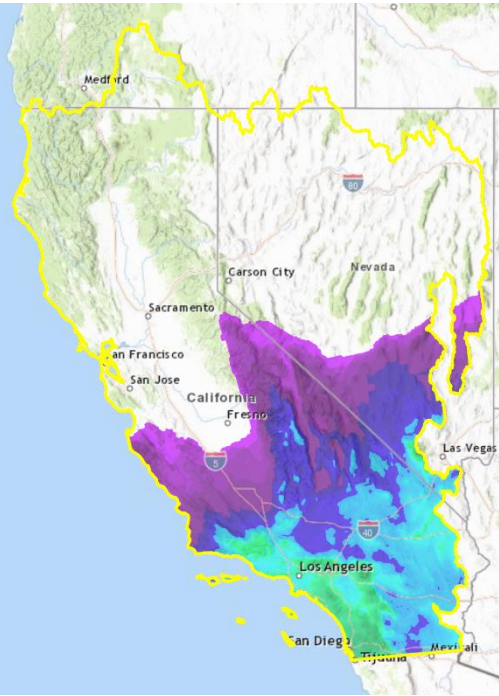 Medford
80
Carson City
Nevada
Sacramento
an Francisco
San Jose
California
Fresno
5
Las Vegas
40
Los Angeles
San Diego
Tijuana
Mexicali